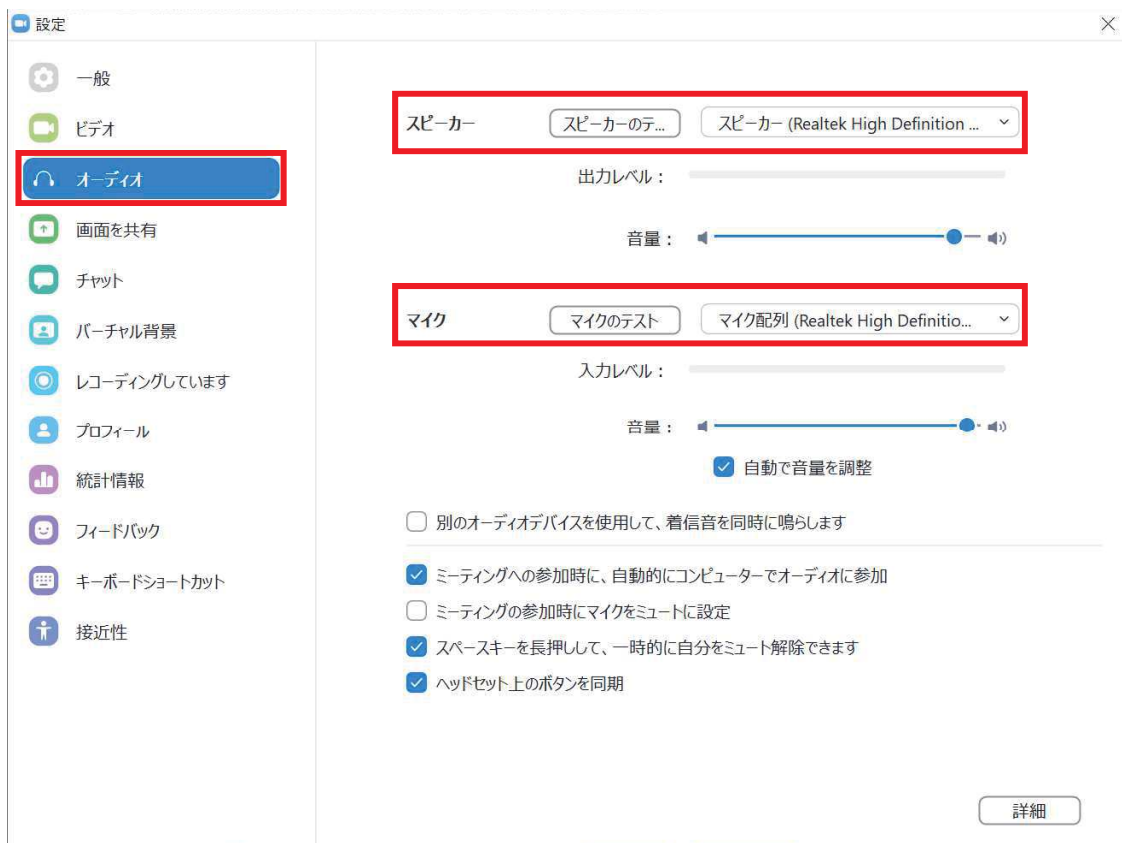 設定
一般
ビデオ
オーディオ
画面を共有
チャット
バーチャル背景
レコーディングしています
プロフィール
統計情報
フィードバック
キーボードショートカット
接近性
スピーカー スピーカーのテ... スピーカー (Realtek High Definition ...
出力レベル：
音量：
マイク マイクのテスト マイク配列 (Realtek High Definitio...
入力レベル：
音量：
自動で音量を調整
別のオーディオデバイスを使用して、着信音を同時に鳴らします
ミーティングへの参加時に、自動的にコンピューターでオーディオに参加
ミーティングの参加時にマイクをミュートに設定
スペースキーを長押しして、一時的に自分をミュート解除できます
ヘッドセット上のボタンを同期
詳細